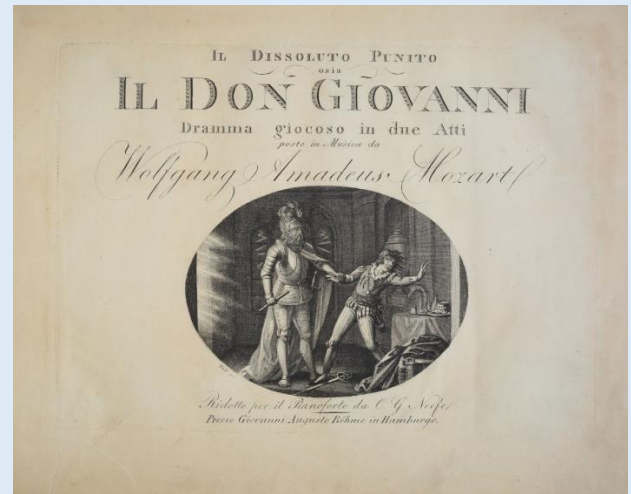 IL DISSOLUTO PUNITO
osia
IL DON GIOVANNI
Dramma giocoso in due Atti
posto in Musica da
Wolfgang Amadeus Mozart
Ridotto per il Pianoforte da C. G. Neefe,
Presso Giovanni Augusto Böhme in Hamburgo.